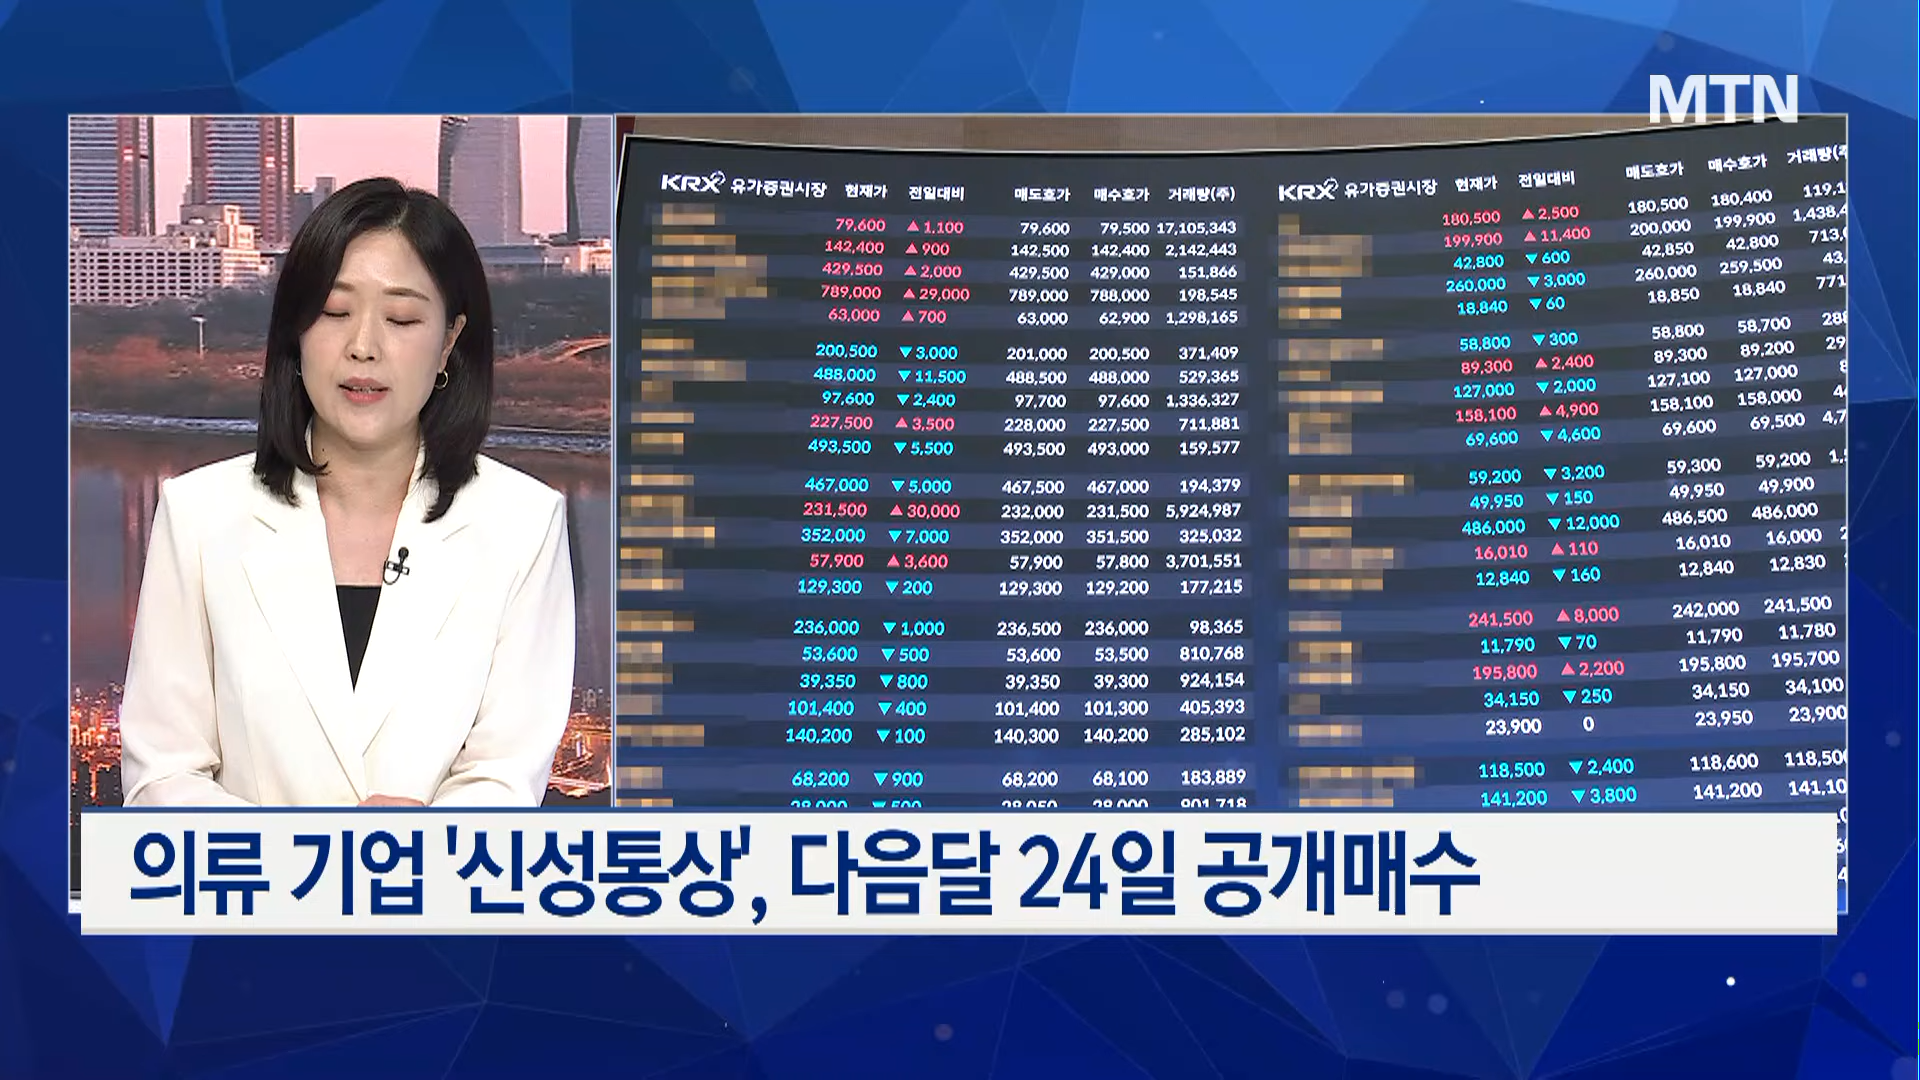 MTN
KRX 유가증권시장 현재가 전일대비 매도호가 매수호가 거래량(주)
79,600 ▲1,100 79,600 79,500 17,105,343
142,400 ▲900 142,500 142,400 2,142,443
429,500 ▲2,000 429,500 429,000 151,866
789,000 ▲29,000 789,000 788,000 198,545
63,000 ▲700 63,000 62,900 1,298,165
200,500 ▼3,000 201,000 200,500 371,409
488,000 ▼11,500 488,500 488,000 529,365
97,600 ▼2,400 97,700 97,600 1,336,327
227,500 ▲3,500 228,000 227,500 711,881
493,500 ▼5,500 493,500 493,000 159,577
467,000 ▼5,000 467,500 467,000 194,379
231,500 ▲30,000 232,000 231,500 5,924,987
352,000 ▼7,000 352,000 351,500 325,032
57,900 ▲3,600 57,900 57,800 3,701,551
129,300 ▼200 129,300 129,200 177,215
236,000 ▼1,000 236,500 236,000 98,365
53,600 ▼500 53,600 53,500 810,768
39,350 ▼800 39,350 39,300 924,154
101,400 ▼400 101,400 101,300 405,393
140,200 ▼100 140,300 140,200 285,102
68,200 ▼900 68,200 68,100 183,889
KRX 유가증권시장 현재가 전일대비 매도호가 매수호가 거래량(주
180,500 ▲2,500 180,500 180,400 119,1
199,900 ▲11,400 200,000 199,900 1,438,4
42,800 ▼600 42,850 42,800 713,
260,000 ▼3,000 260,000 259,500 43,
18,840 ▼60 18,850 18,840 771
58,800 ▼300 58,800 58,700 288
89,300 ▲2,400 89,300 89,200 29
127,000 ▼2,000 127,100 127,000
158,100 ▲4,900 158,100 158,000
69,600 ▼4,600 69,600 69,500 4,7
59,200 ▼3,200 59,300 59,200
49,950 ▼150 49,950 49,900
486,000 ▼12,000 486,500 486,000
16,010 ▲110 16,010 16,000
12,840 ▼160 12,840 12,830
241,500 ▲8,000 242,000 241,500
11,790 ▼70 11,790 11,780
195,800 ▲2,200 195,800 195,700
34,150 ▼250 34,150 34,100
23,900 0 23,950 23,900
118,500 ▼2,400 118,600 118,500
141,200 ▼3,800 141,200 141,10
의류 기업 '신성통상', 다음달 24일 공개매수